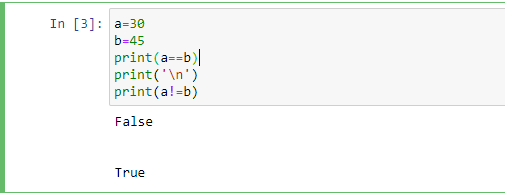 In [3]: a=30
b=45
print(a==b)
print('\n')
print(a!=b)
False
True